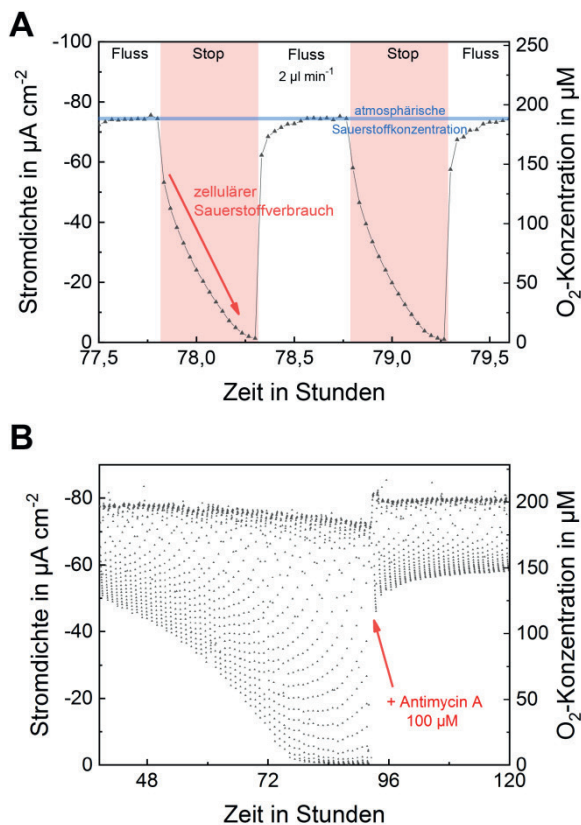 A
Stromdichte in µA cm⁻²
-100
-80
-60
-40
-20
0
Fluss
Stop
Fluss
2 µl min⁻¹
Stop
Fluss
atmosphärische
Sauerstoffkonzentration
zellulärer
Sauerstoffverbrauch
250
200
150
100
50
0
O₂-Konzentration in µM
77,5
78,0
78,5
79,0
79,5
Zeit in Stunden
B
Stromdichte in µA cm⁻²
-80
-60
-40
-20
0
+ Antimycin A
100 µM
200
150
100
50
0
O₂-Konzentration in µM
48
72
96
120
Zeit in Stunden